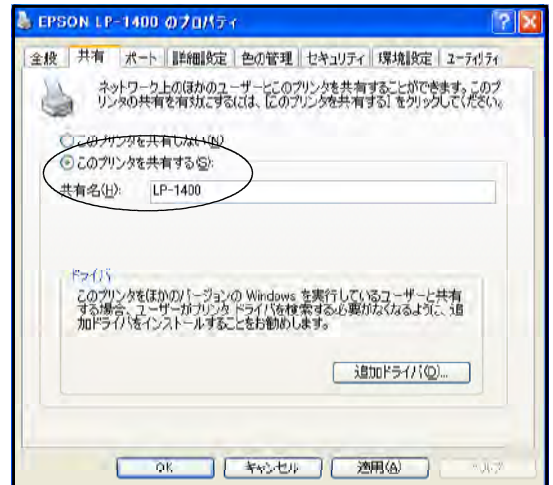 EPSON LP-1400 のプロパティ
全般 共有 ポート 詳細設定 色の管理 セキュリティ 環境設定 ユーティリティ
ネットワーク上のほかのユーザーとこのプリンタを共有することができます。このプ
リンタの共有を有効にするには、[このプリンタを共有する] をクリックしてください。
このプリンタを共有しない(N)
このプリンタを共有する(S):
共有名(H): LP-1400
ドライバ
このプリンタをほかのバージョンの Windows を実行しているユーザーと共有
する場合、ユーザーがプリンタ ドライバを検索する必要がなくなるように、追
加ドライバをインストールすることをお勧めします。
追加ドライバ(D)...
OK キャンセル 適用(A) ヘルプ